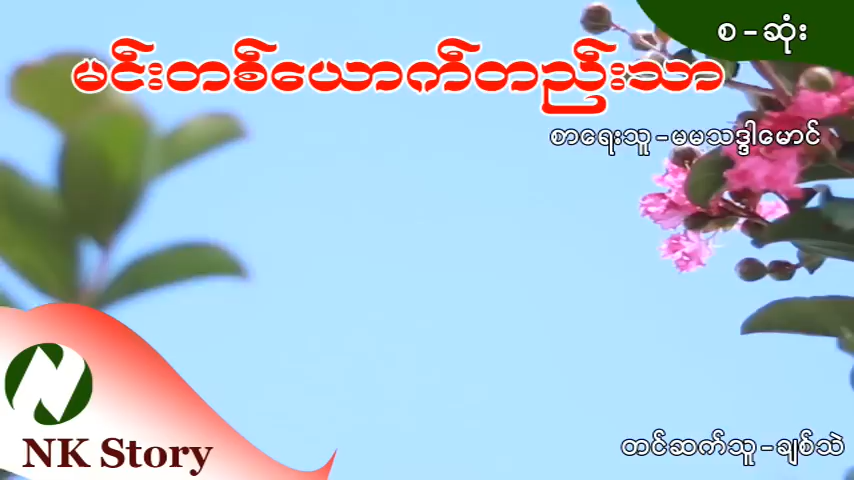 စ - ဆုံး
မင်းတစ်ယောက်တည်းသာ
စာရေးသူ - မမသဒ္ဒါမောင်
NK Story
တင်ဆက်သူ - ချစ်သဲ